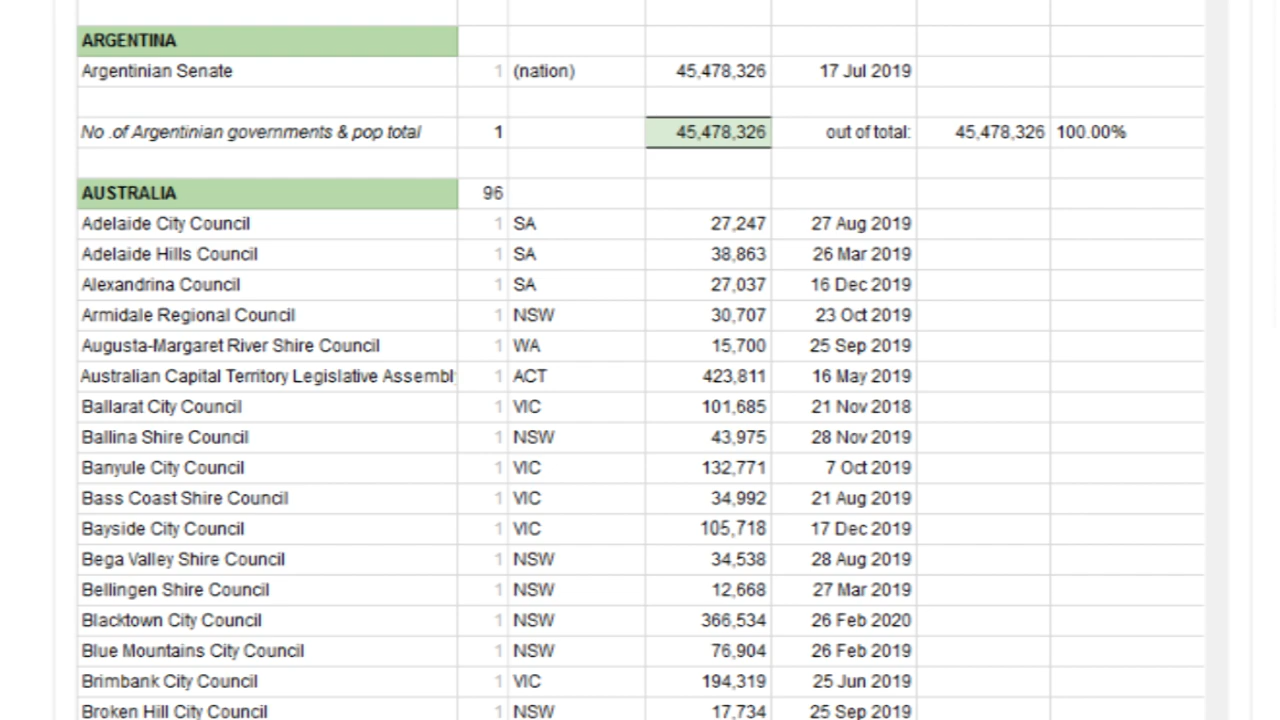 ARGENTINA
Argentinian Senate 1 (nation) 45,478,326 17 Jul 2019
No .of Argentinian governments & pop total 1 45,478,326 out of total: 45,478,326 100.00%
AUSTRALIA 96
Adelaide City Council 1 SA 27,247 27 Aug 2019
Adelaide Hills Council 1 SA 38,863 26 Mar 2019
Alexandrina Council 1 SA 27,037 16 Dec 2019
Armidale Regional Council 1 NSW 30,707 23 Oct 2019
Augusta-Margaret River Shire Council 1 WA 15,700 25 Sep 2019
Australian Capital Territory Legislative Assembl 1 ACT 423,811 16 May 2019
Ballarat City Council 1 VIC 101,685 21 Nov 2018
Ballina Shire Council 1 NSW 43,975 28 Nov 2019
Banyule City Council 1 VIC 132,771 7 Oct 2019
Bass Coast Shire Council 1 VIC 34,992 21 Aug 2019
Bayside City Council 1 VIC 105,718 17 Dec 2019
Bega Valley Shire Council 1 NSW 34,538 28 Aug 2019
Bellingen Shire Council 1 NSW 12,668 27 Mar 2019
Blacktown City Council 1 NSW 366,534 26 Feb 2020
Blue Mountains City Council 1 NSW 76,904 26 Feb 2019
Brimbank City Council 1 VIC 194,319 25 Jun 2019
Broken Hill City Council 1 NSW 17,734 25 Sep 2019